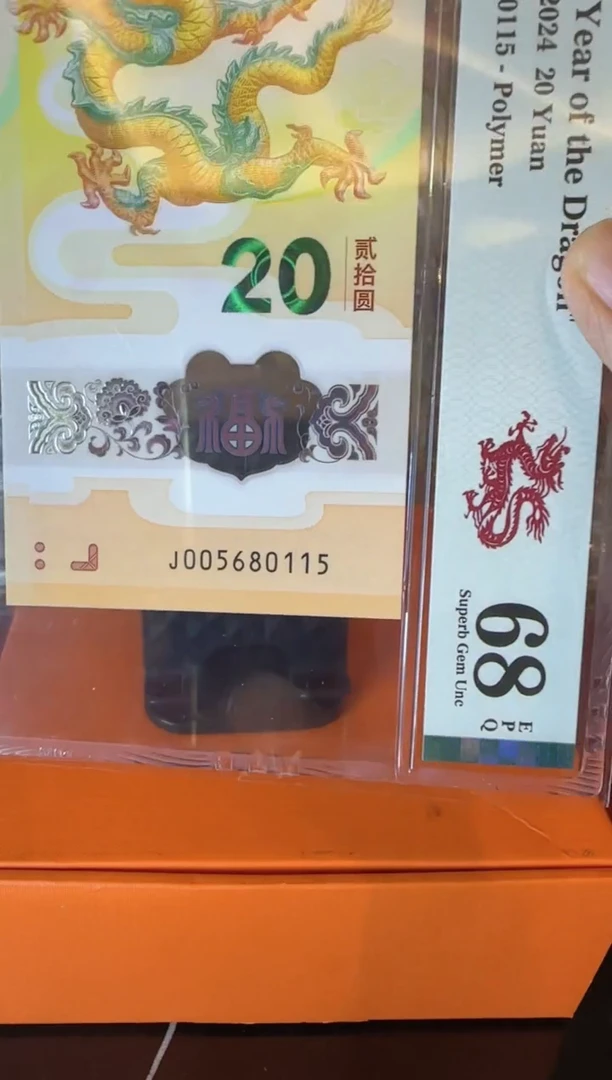 20
贰拾圆
福
J005680115
Year of the Dragon"
2024 20 Yuan
0115 - Polymer
68
EPQ
Superb Gem Unc